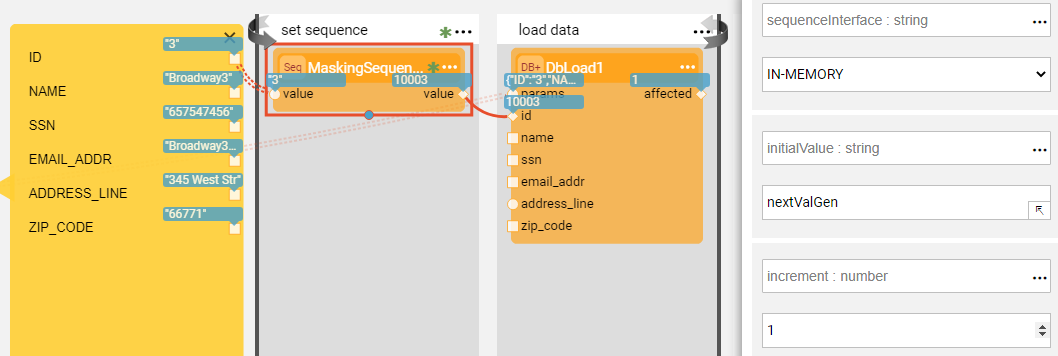 "3"
ID
"Broadway3"
NAME
"657547456"
SSN
"Broadway3...
EMAIL_ADDR
"345 West Str"
ADDRESS_LINE
"66771"
ZIP_CODE
set sequence
Seq MaskingSequen...
"3" 10003
value value
load data
DB+ DbLoad1
{"ID":"3","NA... 1
params affected
10003
id
name
ssn
email_addr
address_line
zip_code
sequenceInterface : string
IN-MEMORY
initialValue : string
nextValGen
increment : number
1